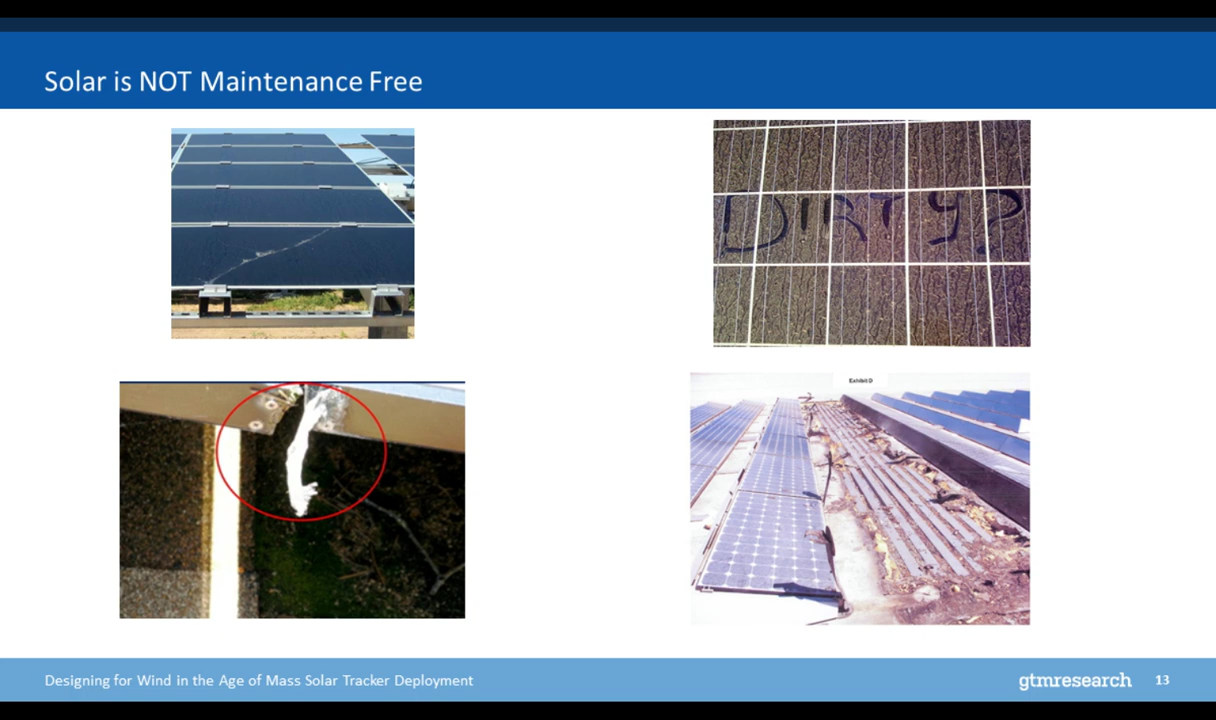 Solar is NOT Maintenance Free
DIRTY?
Exhibit D
Designing for Wind in the Age of Mass Solar Tracker Deployment
gtmresearch 13